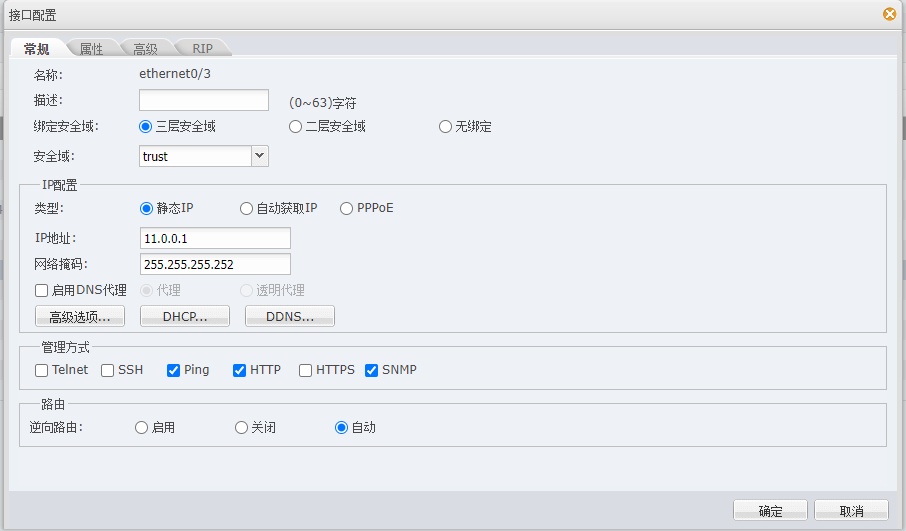 接口配置
常规 属性 高级 RIP
名称: ethernet0/3
描述: (0~63)字符
绑定安全域: 三层安全域 二层安全域 无绑定
安全域: trust
IP配置
类型: 静态IP 自动获取IP PPPoE
IP地址: 11.0.0.1
网络掩码: 255.255.255.252
启用DNS代理 代理 透明代理
高级选项... DHCP... DDNS...
管理方式
Telnet SSH Ping HTTP HTTPS SNMP
路由
逆向路由: 启用 关闭 自动
确定 取消